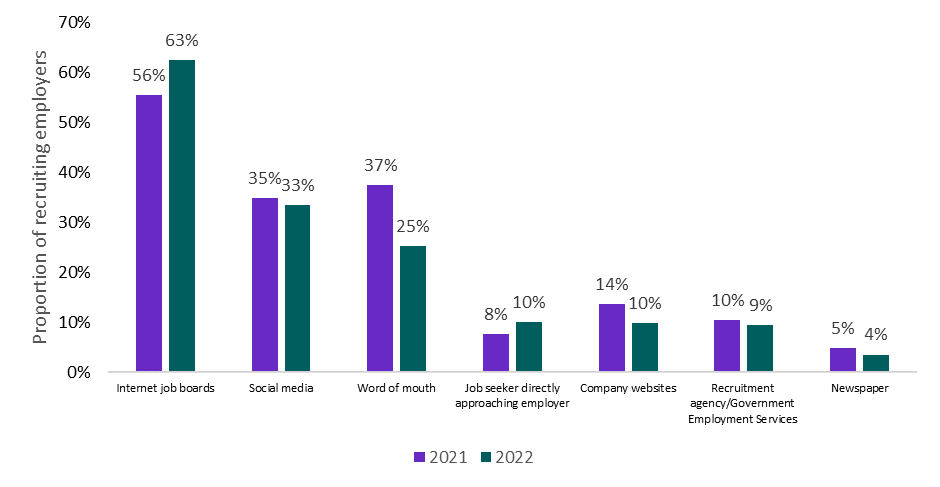 Proportion of recruiting employers
70%
60%
50%
40%
30%
20%
10%
0%
56%
63%
35%
33%
37%
25%
8%
10%
14%
10%
10%
9%
5%
4%
Internet job boards
Social media
Word of mouth
Job seeker directly
approaching employer
Company websites
Recruitment
agency/Government
Employment Services
Newspaper
2021
2022